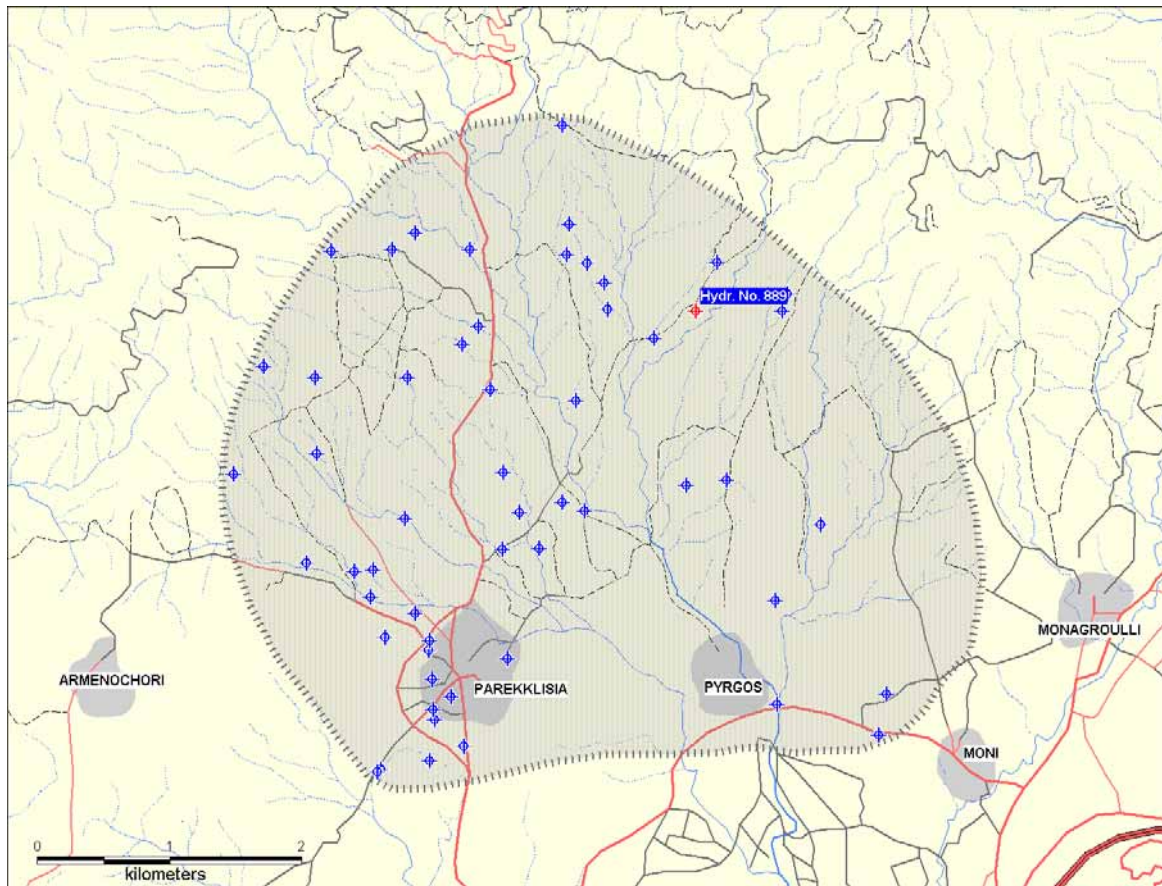 Hydr. No. 889
MONAGROULLI
ARMENOCHORI
PAREKKLISIA
PYRGOS
MONI
0 1 2
kilometers